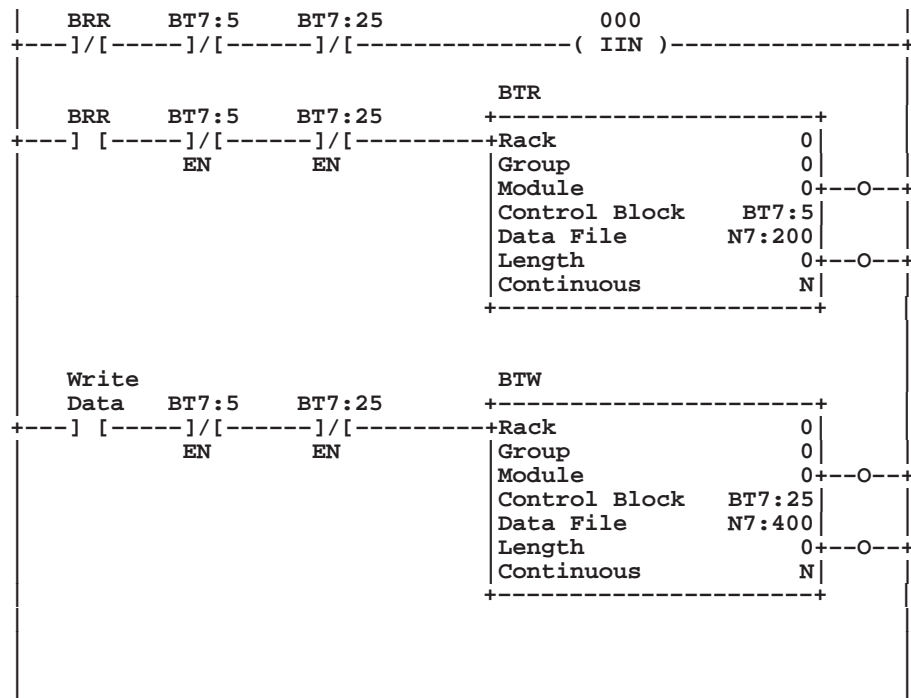 BRR BT7:5 BT7:25 000
+---]/[-----]/[------]/[---------------( IIN )----------------+
BTR
BRR BT7:5 BT7:25 +----------------------+
+---] [-----]/[------]/[---------+Rack 0|
EN EN |Group 0|
|Module 0+--O--+
|Control Block BT7:5|
|Data File N7:200|
|Length 0+--O--+
|Continuous N|
+----------------------+
Write BTW
Data BT7:5 BT7:25 +----------------------+
+---] [-----]/[------]/[---------+Rack 0|
EN EN |Group 0|
|Module 0+--O--+
|Control Block BT7:25|
|Data File N7:400|
|Length 0+--O--+
|Continuous N|
+----------------------+